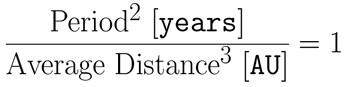 Period² [years]
Average Distance³ [AU] = 1